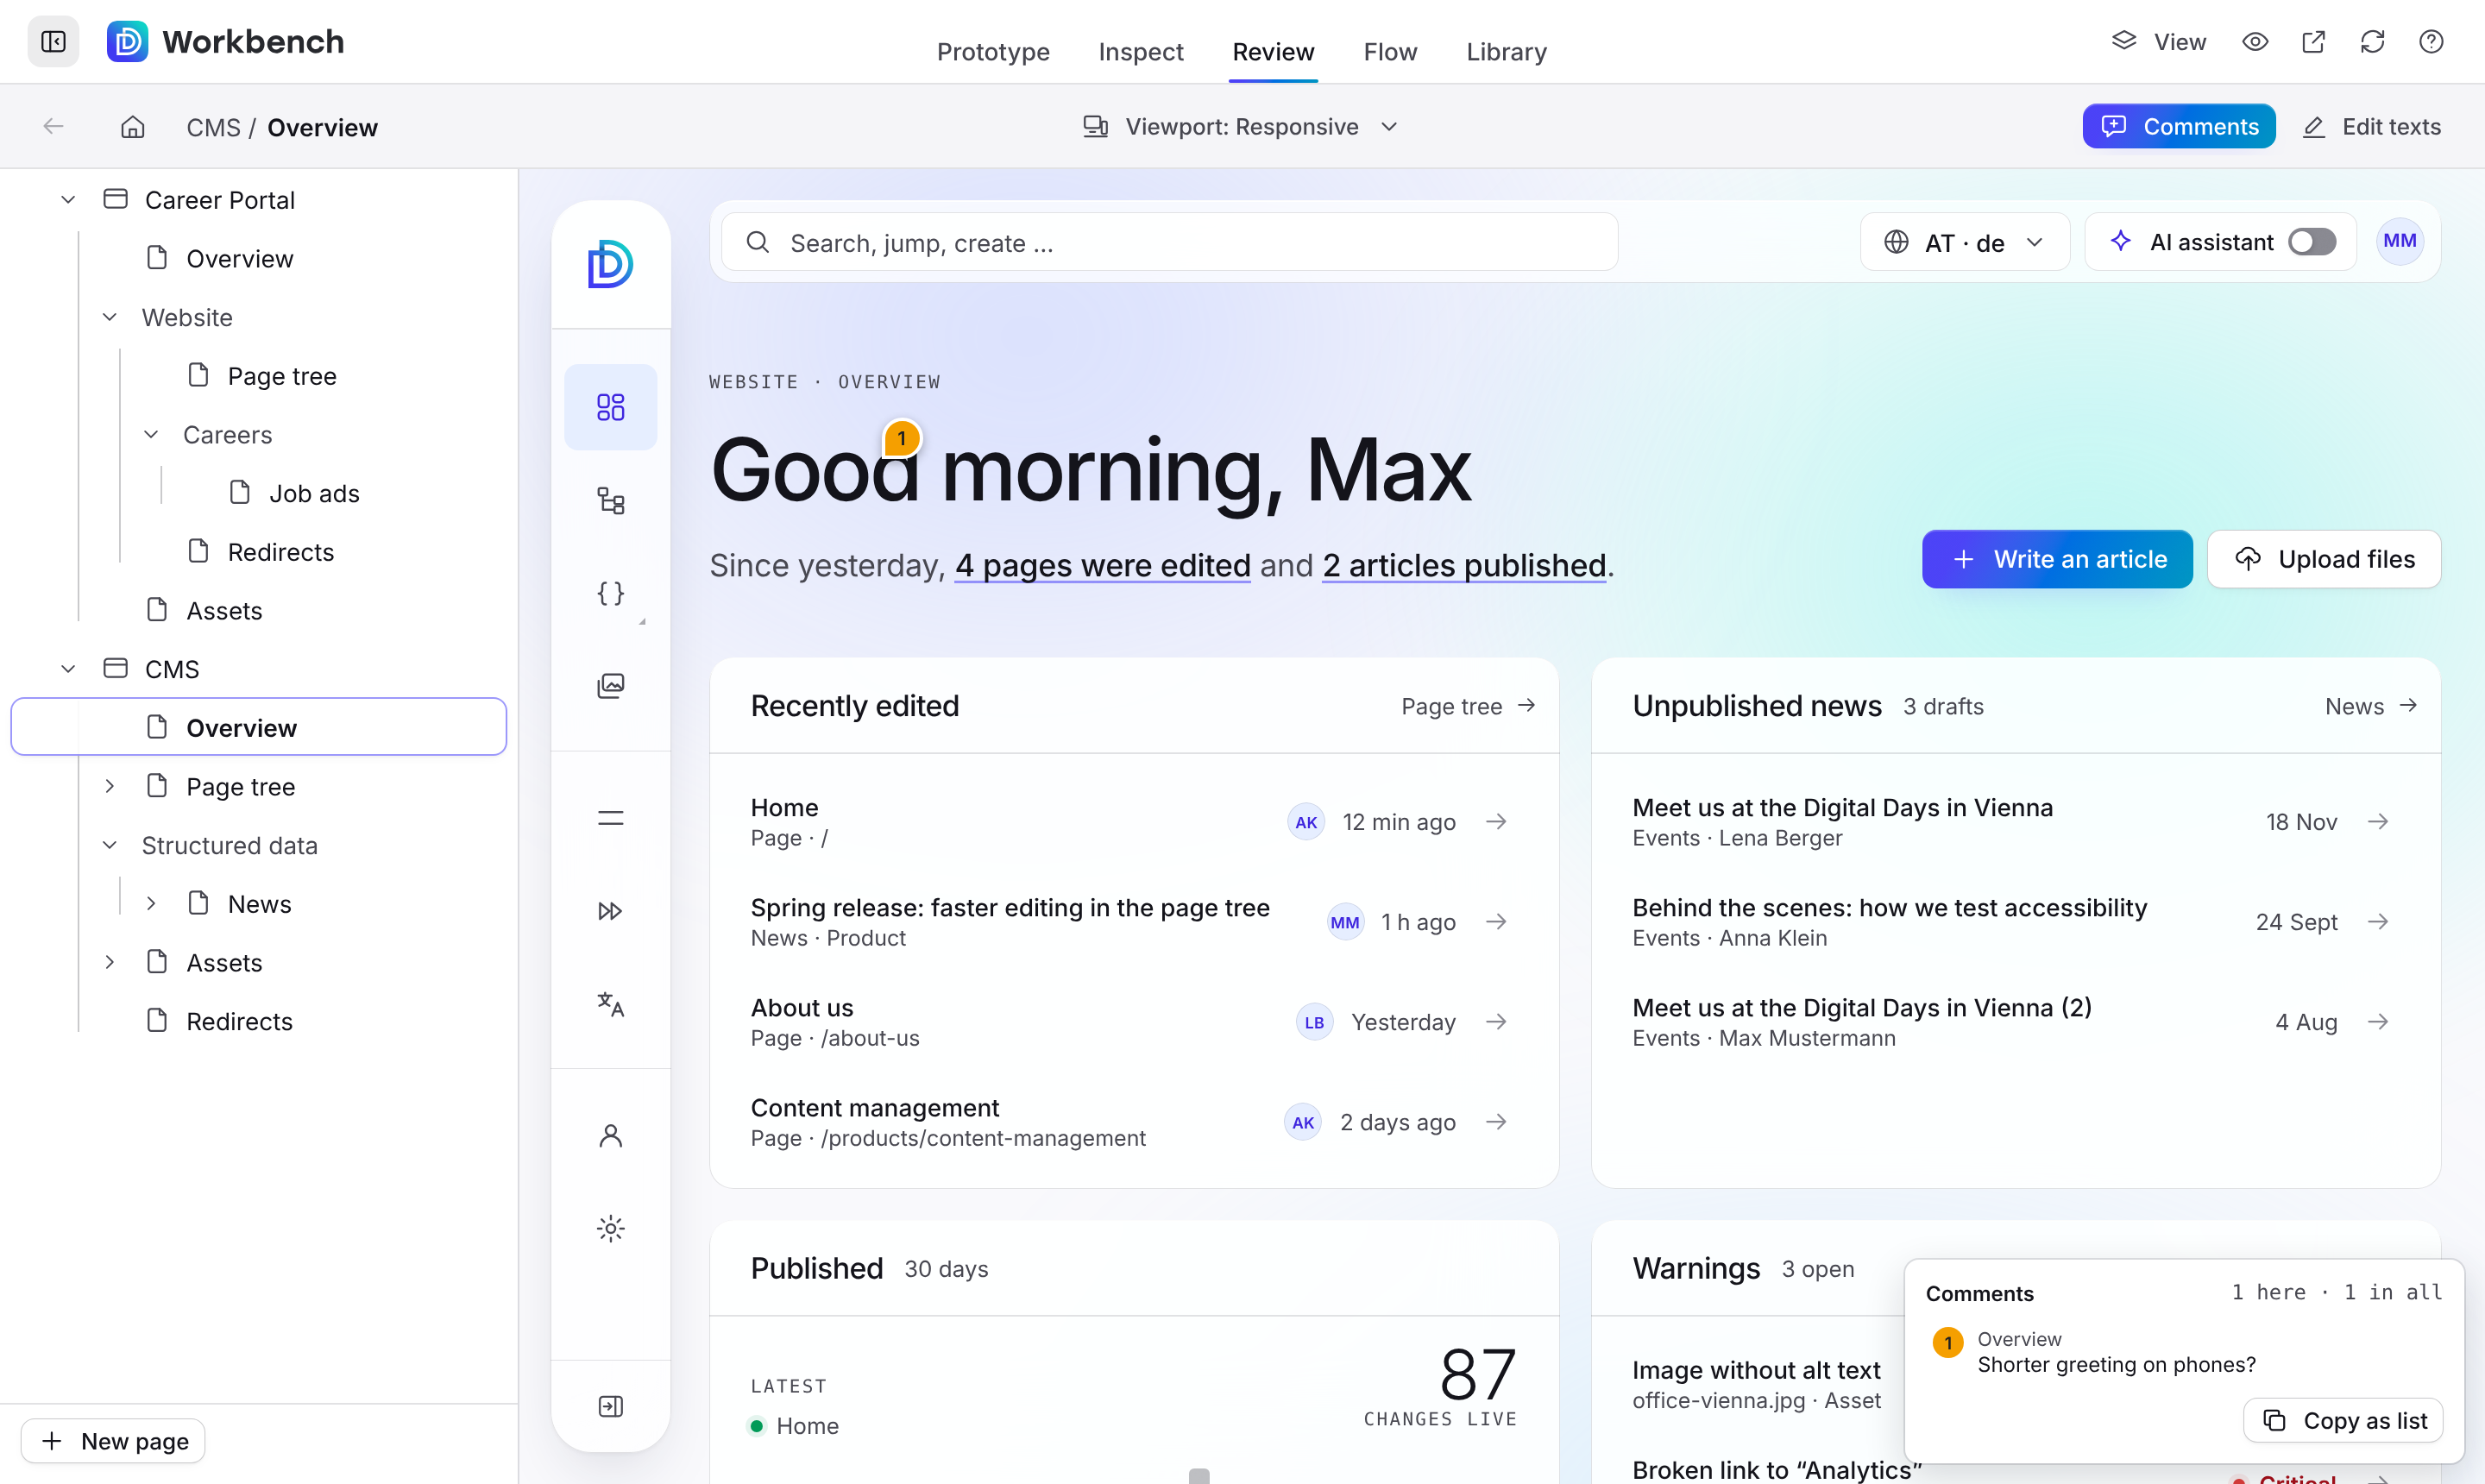 Workbench
Prototype
Inspect
Review
Flow
Library
View
CMS / Overview
Viewport: Responsive
Comments
Edit texts
Career Portal
Overview
Website
Page tree
Careers
Job ads
Redirects
Assets
CMS
Overview
Page tree
Structured data
News
Assets
Redirects
New page
Search, jump, create ...
AT · de
AI assistant
MM
WEBSITE · OVERVIEW
1
Good morning, Max
Since yesterday, 4 pages were edited and 2 articles published.
Write an article
Upload files
Recently edited
Page tree
Home
Page · /
AK
12 min ago
Spring release: faster editing in the page tree
News · Product
MM
1 h ago
About us
Page · /about-us
LB
Yesterday
Content management
Page · /products/content-management
AK
2 days ago
Unpublished news
3 drafts
News
Meet us at the Digital Days in Vienna
Events · Lena Berger
18 Nov
Behind the scenes: how we test accessibility
Events · Anna Klein
24 Sept
Meet us at the Digital Days in Vienna (2)
Events · Max Mustermann
4 Aug
Published
30 days
LATEST
Home
87
CHANGES LIVE
Warnings
3 open
Image without alt text
office-vienna.jpg · Asset
Broken link to “Analytics”
Critical
Comments
1 here · 1 in all
1
Overview
Shorter greeting on phones?
Copy as list